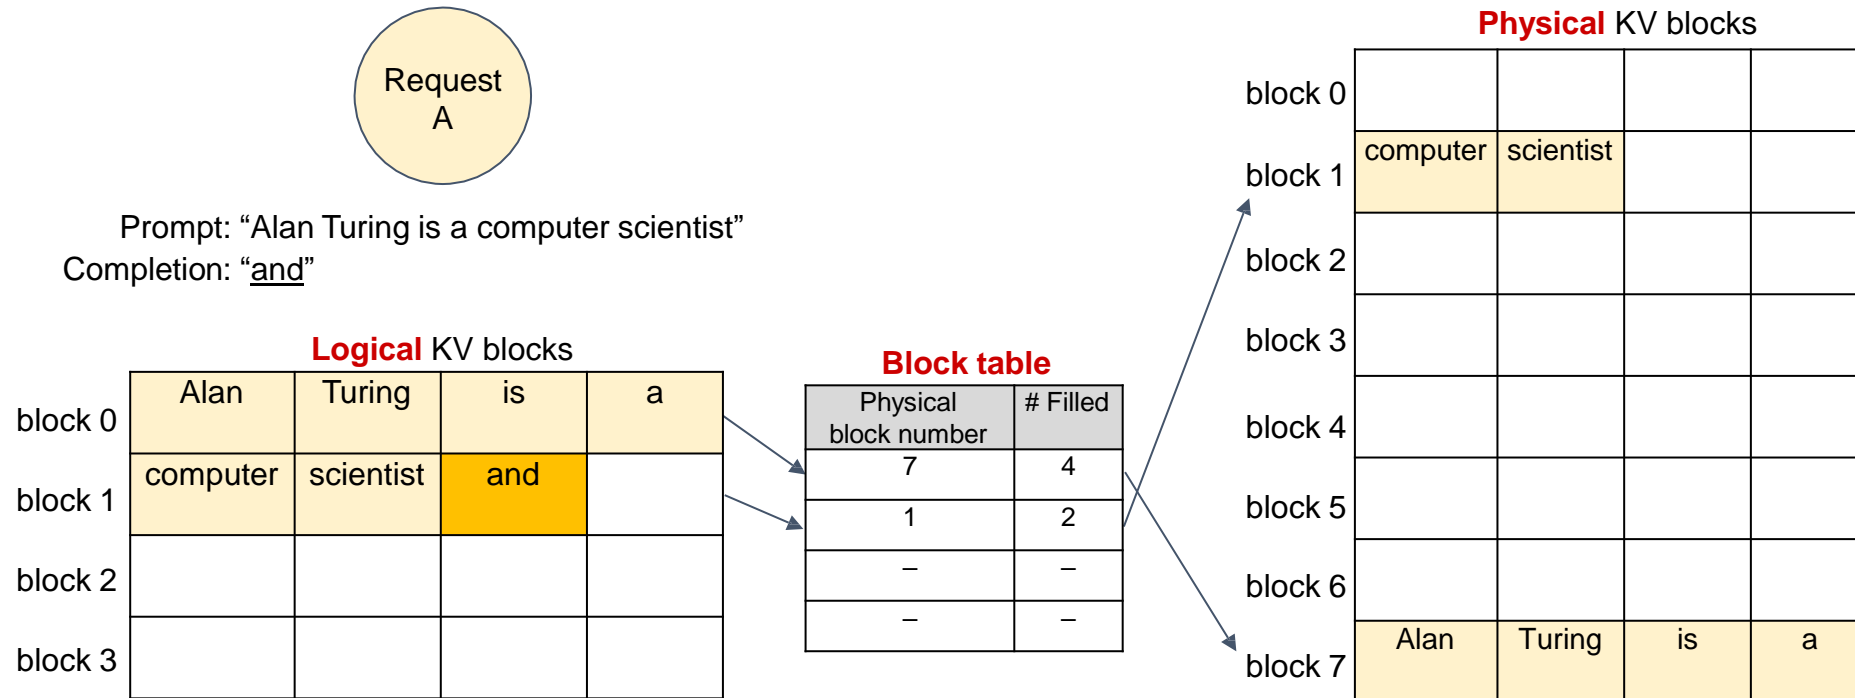 Request
A
Prompt: “Alan Turing is a computer scientist”
Completion: “and”
Logical KV blocks
block 0 Alan Turing is a
block 1 computer scientist and
block 2
block 3
Block table
Physical block number # Filled
7 4
1 2
– –
– –
Physical KV blocks
block 0
block 1 computer scientist
block 2
block 3
block 4
block 5
block 6
block 7 Alan Turing is a